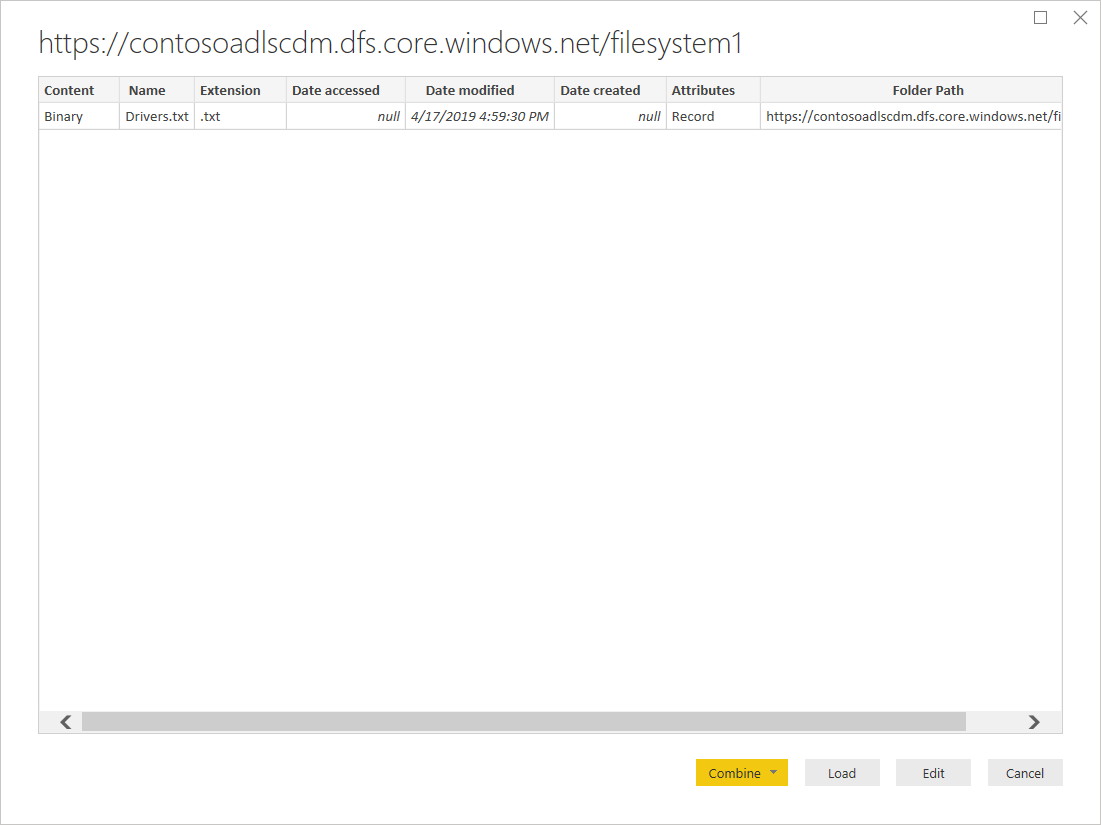 https://contosoadlscdm.dfs.core.windows.net/filesystem1
Content Name Extension Date accessed Date modified Date created Attributes Folder Path
Binary Drivers.txt .txt null 4/17/2019 4:59:30 PM null Record https://contosoadlscdm.dfs.core.windows.net/fi
Combine Load Edit Cancel